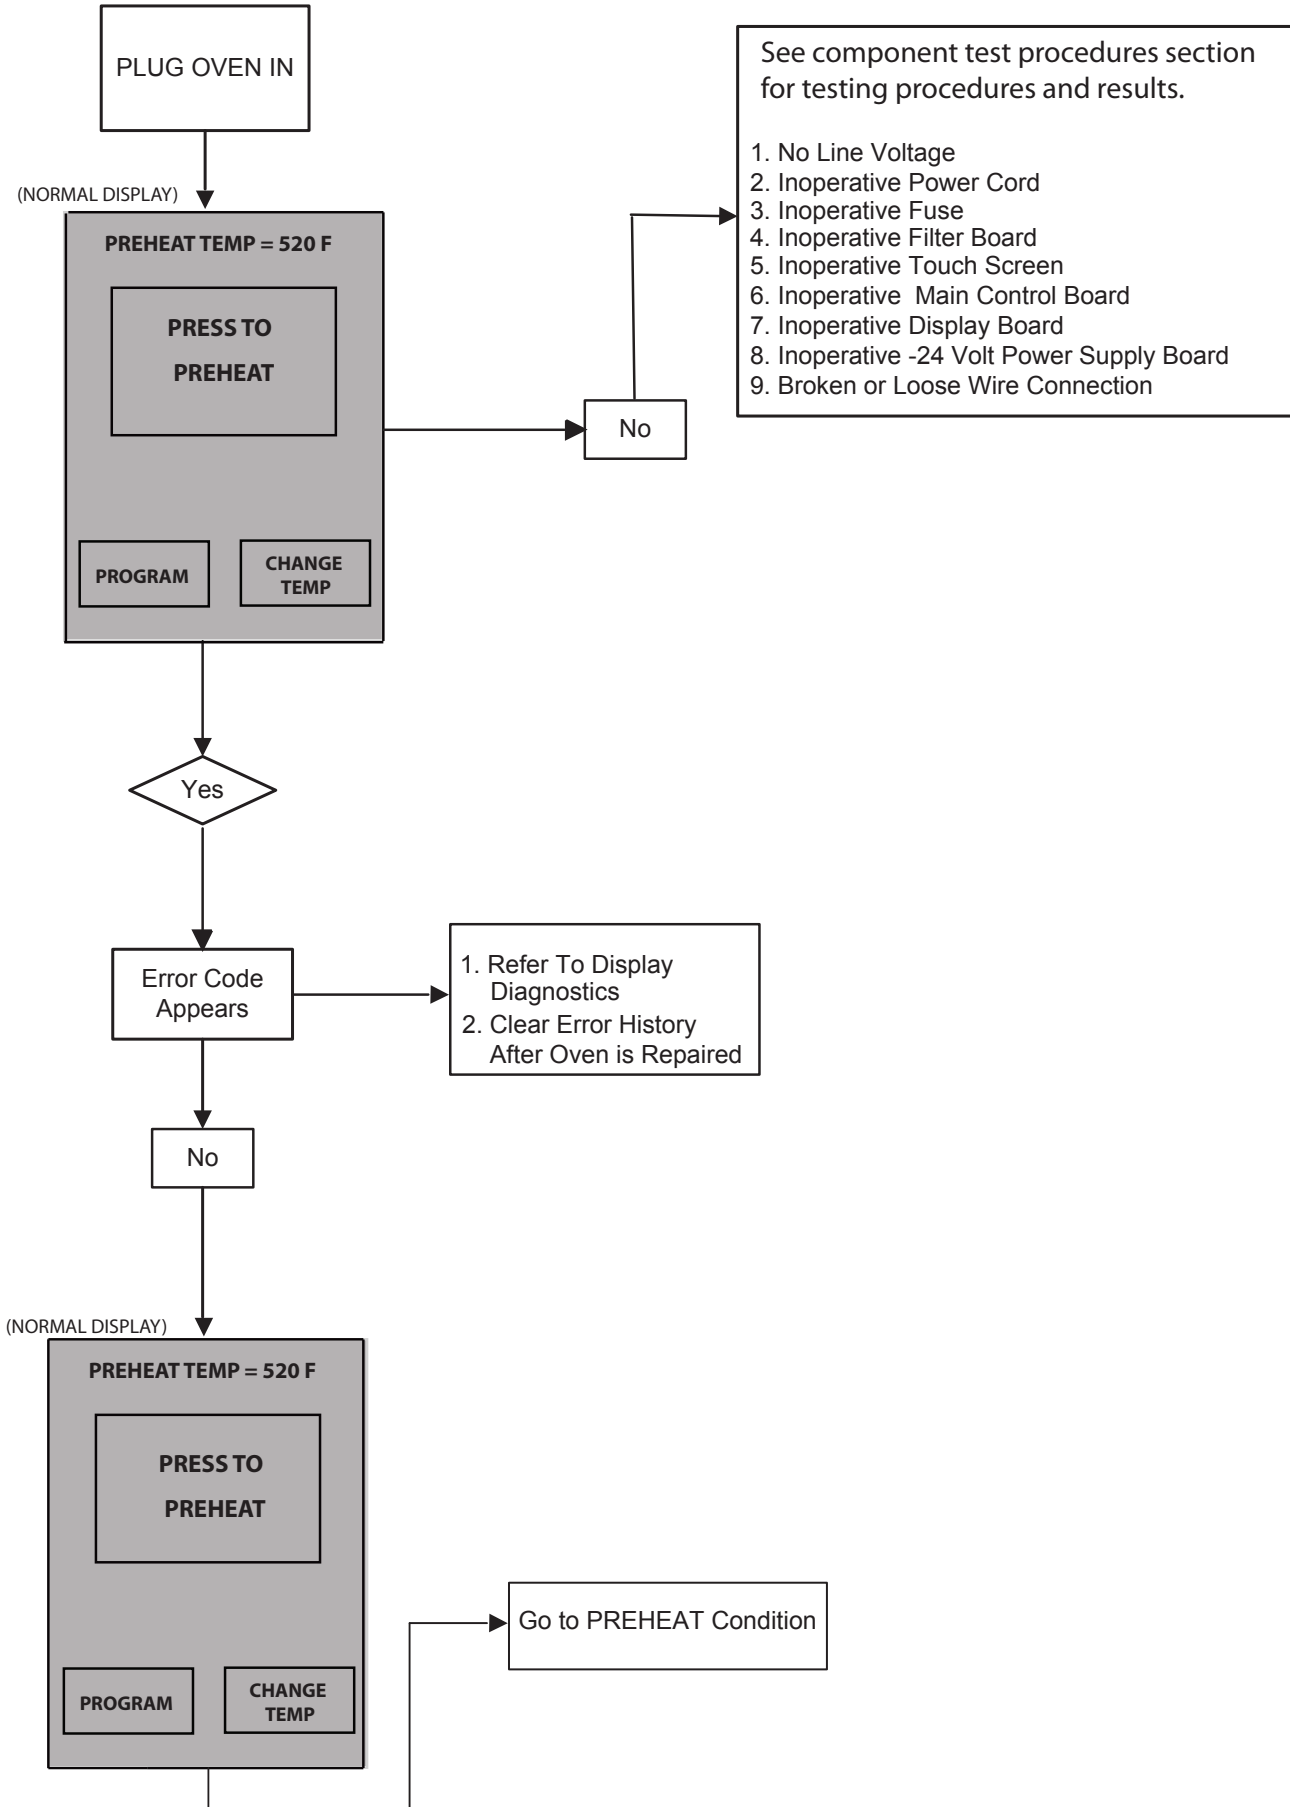 PLUG OVEN IN
(NORMAL DISPLAY)
PREHEAT TEMP = 520 F
PRESS TO
PREHEAT
PROGRAM
CHANGE
TEMP
No
See component test procedures section
for testing procedures and results.
1. No Line Voltage
2. Inoperative Power Cord
3. Inoperative Fuse
4. Inoperative Filter Board
5. Inoperative Touch Screen
6. Inoperative Main Control Board
7. Inoperative Display Board
8. Inoperative -24 Volt Power Supply Board
9. Broken or Loose Wire Connection
Yes
Error Code
Appears
1. Refer To Display
Diagnostics
2. Clear Error History
After Oven is Repaired
No
(NORMAL DISPLAY)
PREHEAT TEMP = 520 F
PRESS TO
PREHEAT
PROGRAM
CHANGE
TEMP
Go to PREHEAT Condition